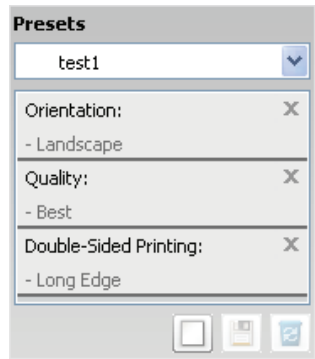 Presets
test1
Orientation:
- Landscape
Quality:
- Best
Double-Sided Printing:
- Long Edge